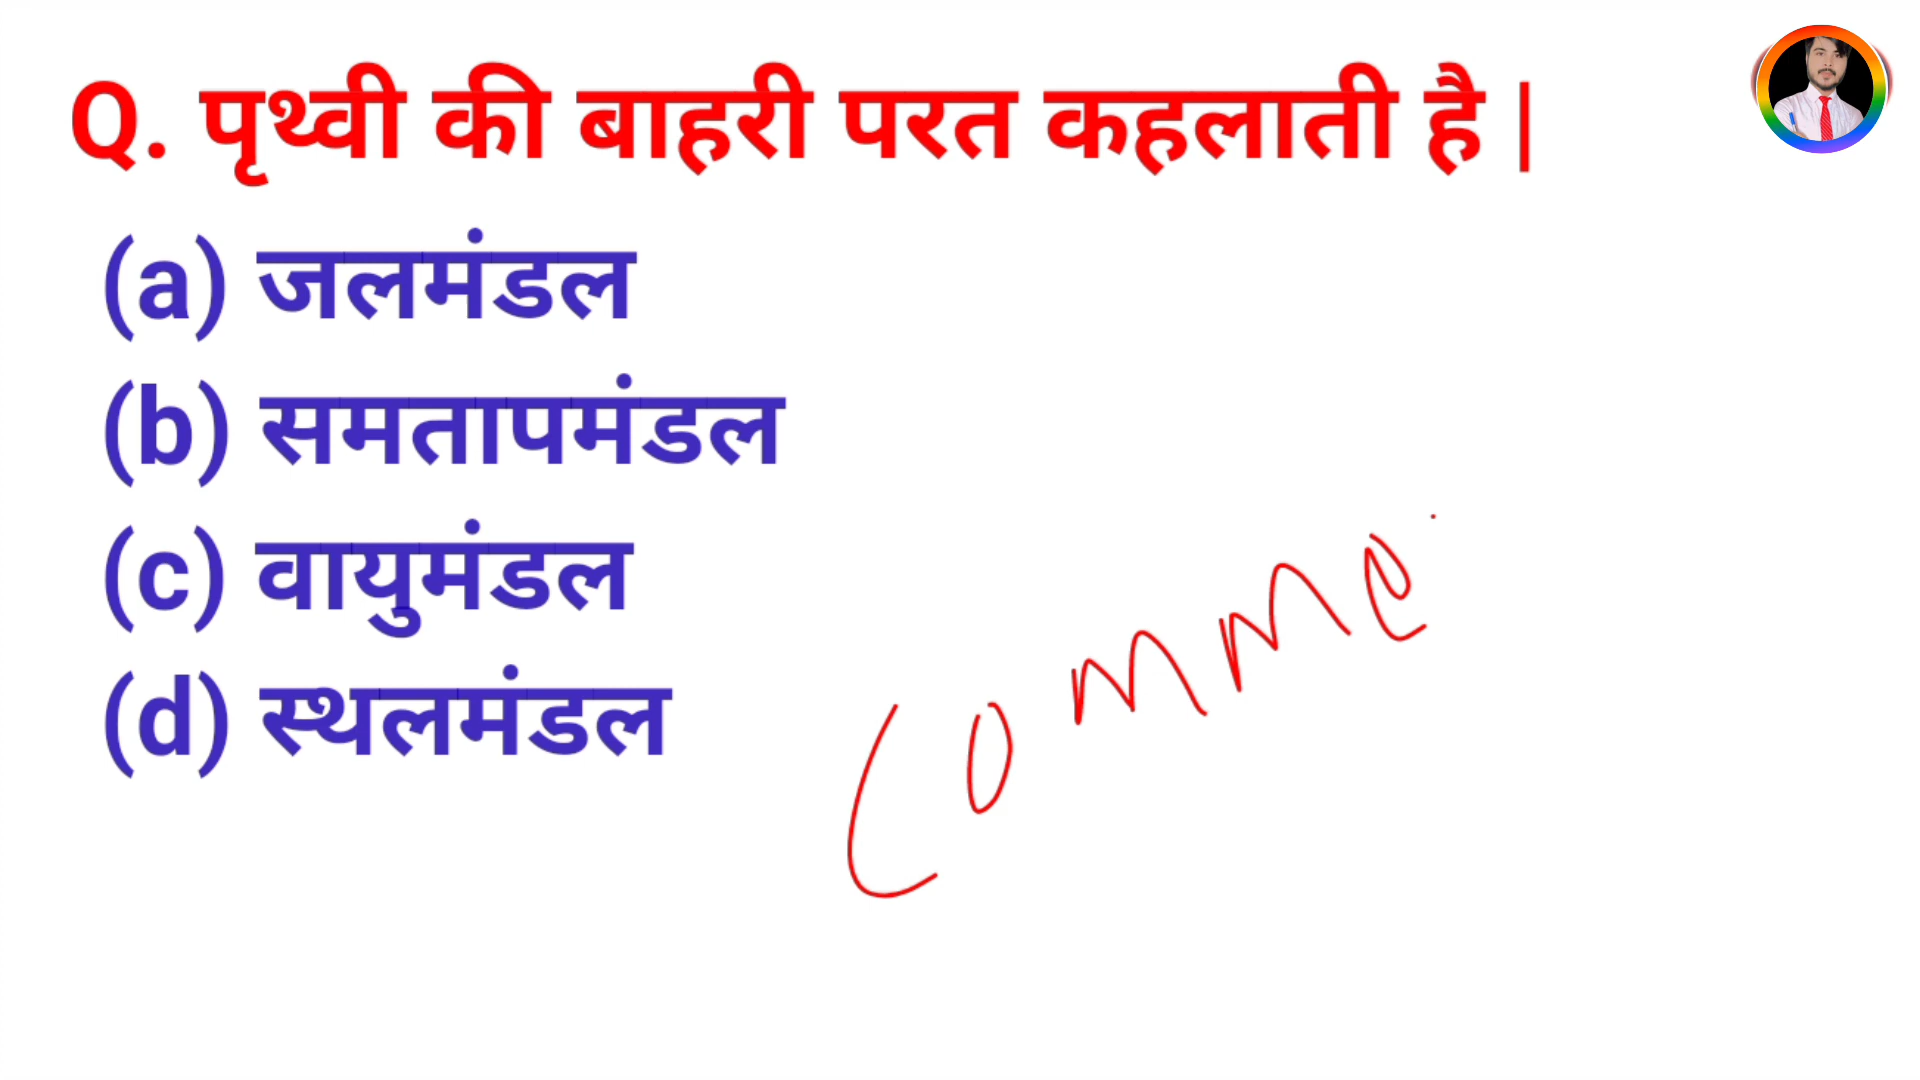 Q. पृथ्वी की बाहरी परत कहलाती है |
(a) जलमंडल
(b) समतापमंडल
(c) वायुमंडल
(d) स्थलमंडल
Comme